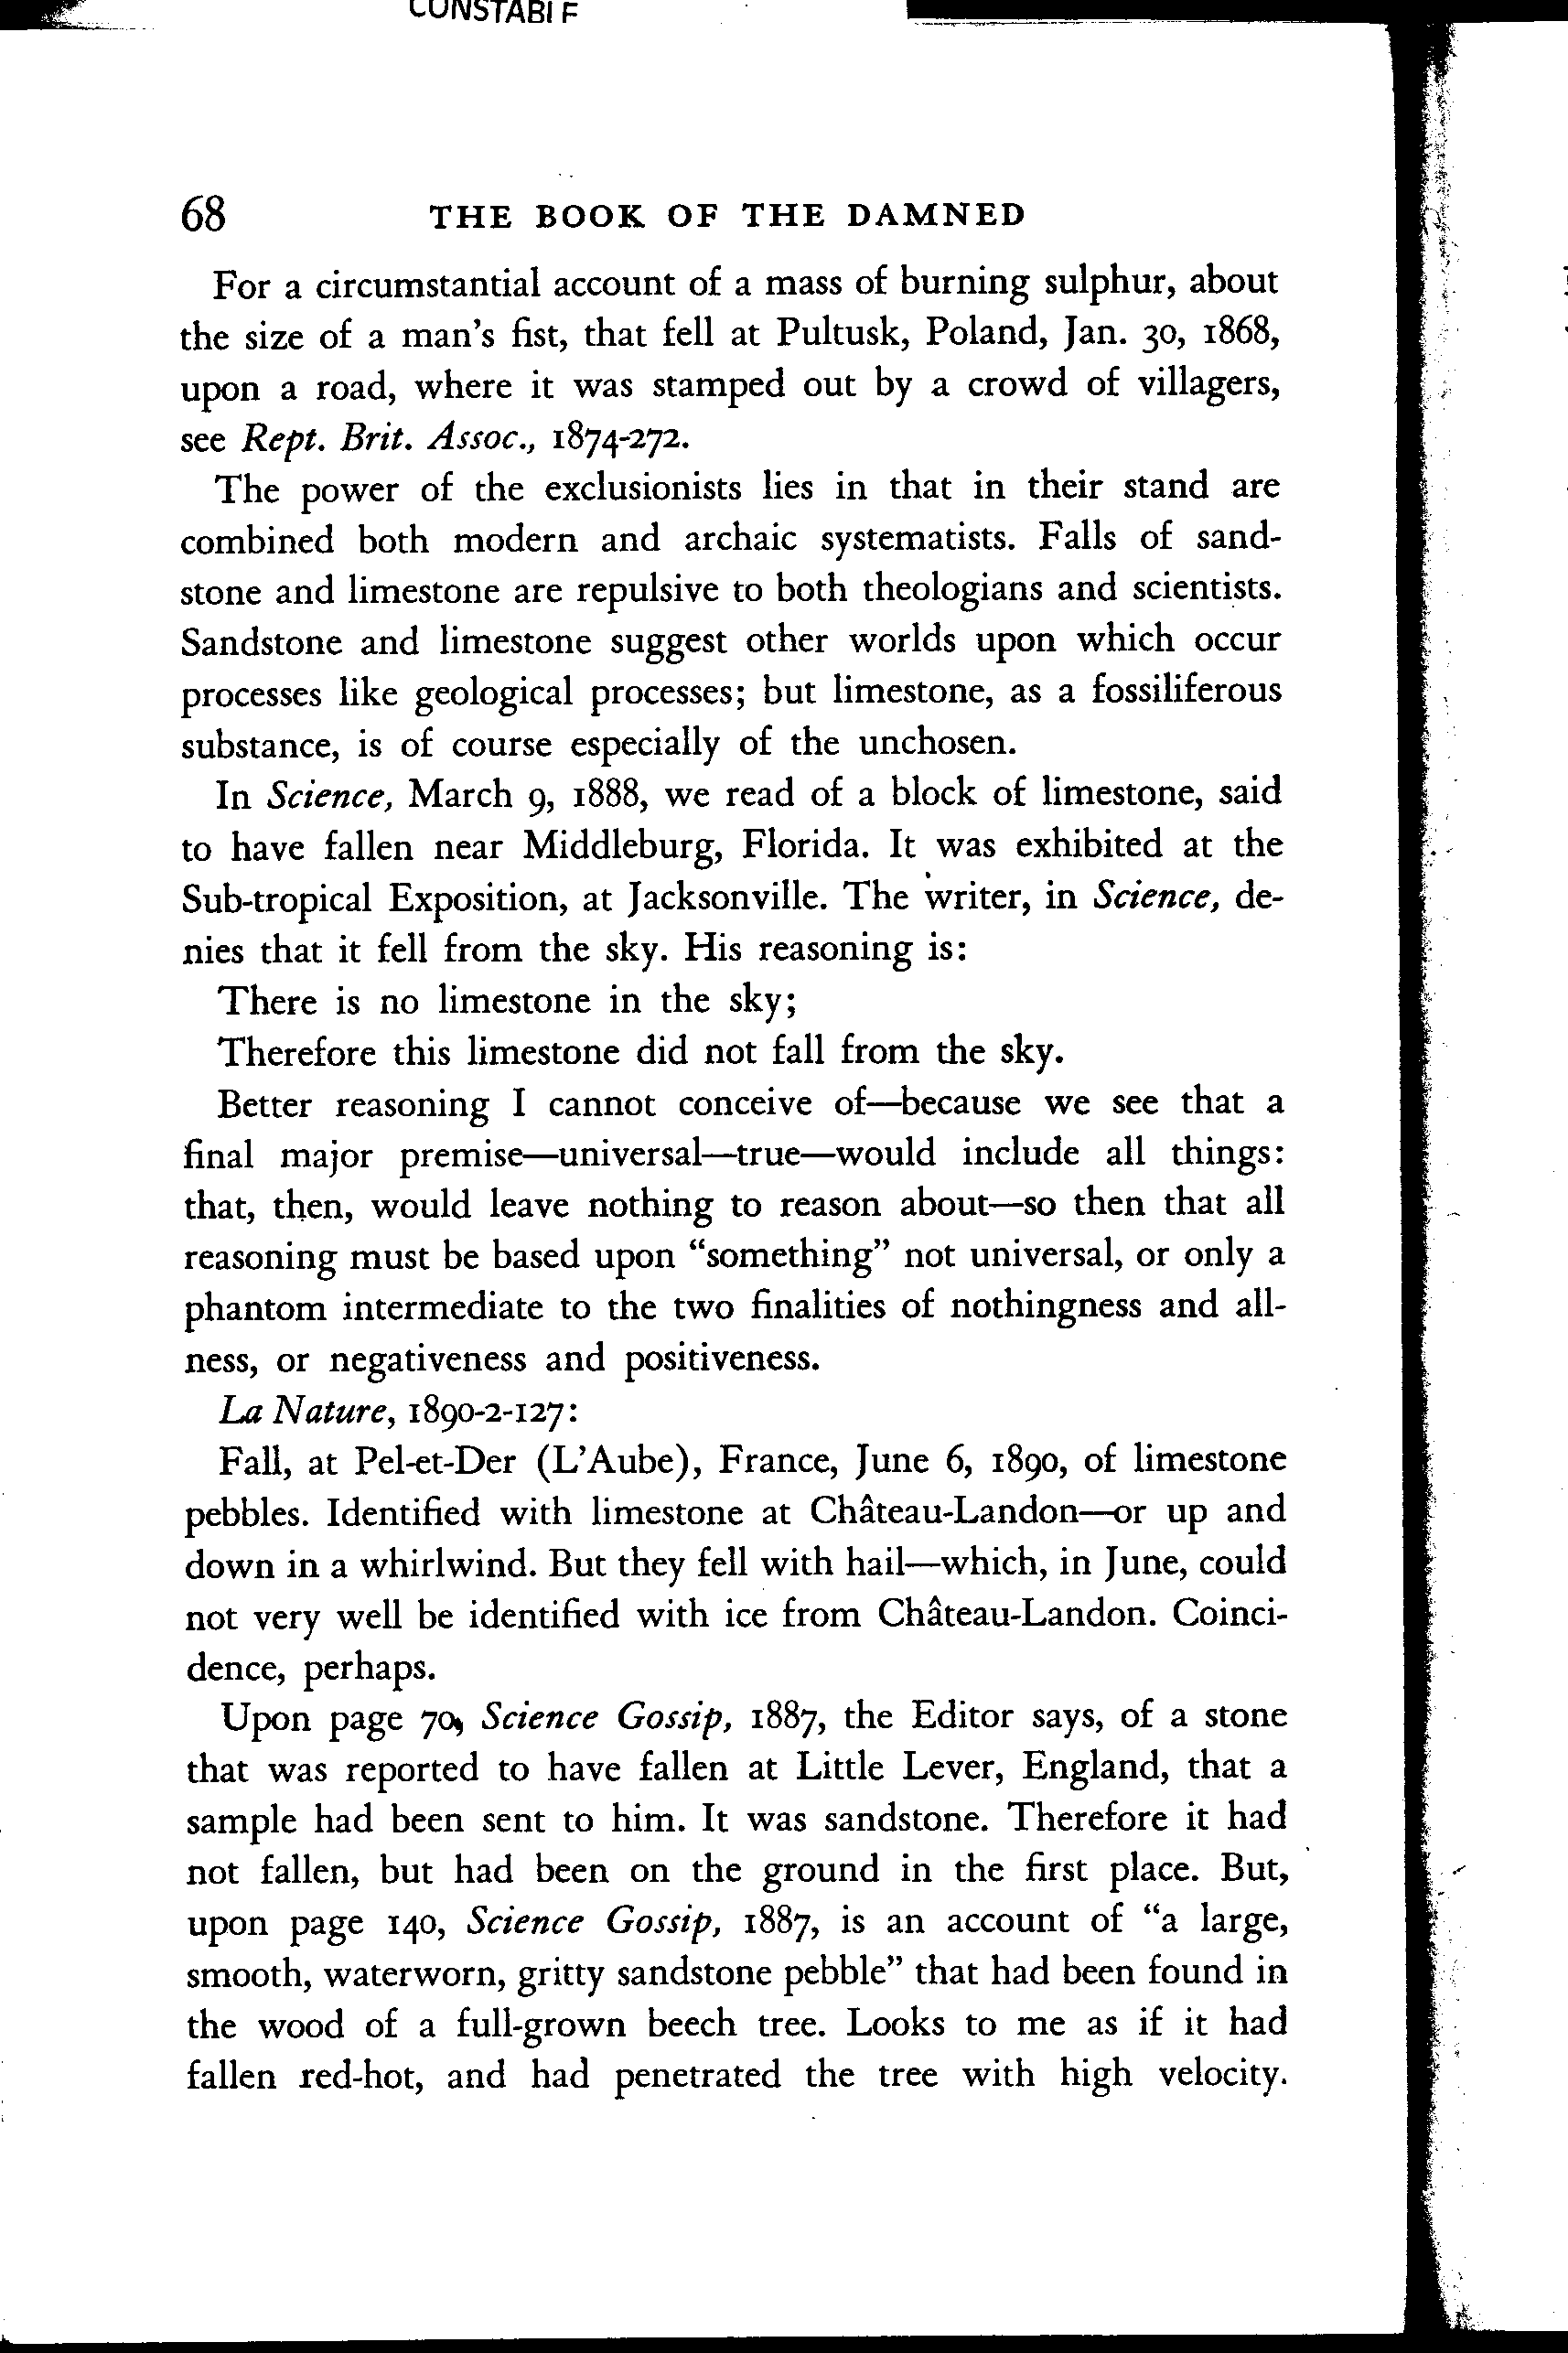 CONSTABLE
68 THE BOOK OF THE DAMNED
For a circumstantial account of a mass of burning sulphur, about
the size of a man's fist, that fell at Pultusk, Poland, Jan. 30, 1868,
upon a road, where it was stamped out by a crowd of villagers,
see Rept. Brit. Assoc., 1874-272.
The power of the exclusionists lies in that in their stand are
combined both modern and archaic systematists. Falls of sand-
stone and limestone are repulsive to both theologians and scientists.
Sandstone and limestone suggest other worlds upon which occur
processes like geological processes; but limestone, as a fossiliferous
substance, is of course especially of the unchosen.
In Science, March 9, 1888, we read of a block of limestone, said
to have fallen near Middleburg, Florida. It was exhibited at the
Sub-tropical Exposition, at Jacksonville. The writer, in Science, de-
nies that it fell from the sky. His reasoning is:
There is no limestone in the sky;
Therefore this limestone did not fall from the sky.
Better reasoning I cannot conceive of—because we see that a
final major premise—universal—true—would include all things:
that, then, would leave nothing to reason about—so then that all
reasoning must be based upon "something" not universal, or only a
phantom intermediate to the two finalities of nothingness and all-
ness, or negativeness and positiveness.
La Nature, 1890-2-127:
Fall, at Pel-et-Der (L'Aube), France, June 6, 1890, of limestone
pebbles. Identified with limestone at Château-Landon—or up and
down in a whirlwind. But they fell with hail—which, in June, could
not very well be identified with ice from Château-Landon. Coinci-
dence, perhaps.
Upon page 70, Science Gossip, 1887, the Editor says, of a stone
that was reported to have fallen at Little Lever, England, that a
sample had been sent to him. It was sandstone. Therefore it had
not fallen, but had been on the ground in the first place. But,
upon page 140, Science Gossip, 1887, is an account of "a large,
smooth, waterworn, gritty sandstone pebble" that had been found in
the wood of a full-grown beech tree. Looks to me as if it had
fallen red-hot, and had penetrated the tree with high velocity.